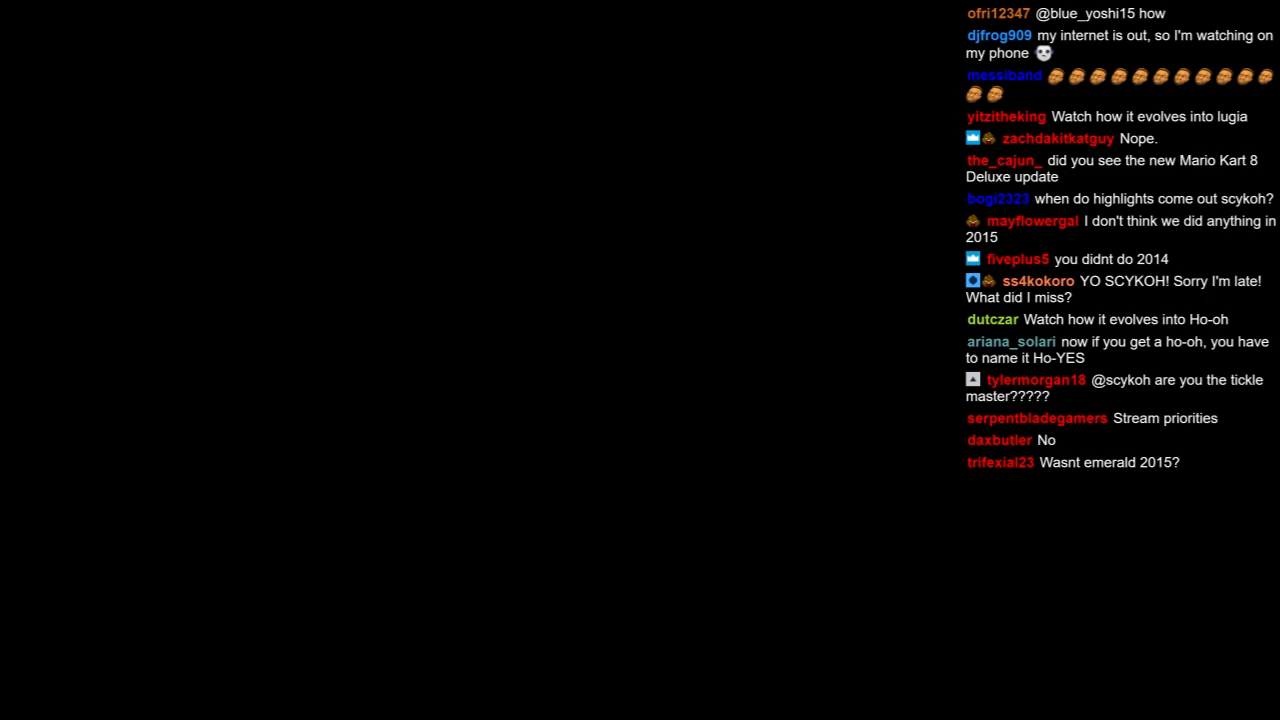 ofri12347 @blue_yoshi15 how
djfrog909 my internet is out, so I'm watching on
my phone
messiband
yitzitheking Watch how it evolves into lugia
zachdakitkatguy Nope.
the_cajun_ did you see the new Mario Kart 8
Deluxe update
bogi2323 when do highlights come out scykoh?
mayflowergal I don't think we did anything in
2015
fiveplus5 you didnt do 2014
ss4kokoro YO SCYKOH! Sorry I'm late!
What did I miss?
dutczar Watch how it evolves into Ho-oh
ariana_solari now if you get a ho-oh, you have
to name it Ho-YES
tylermorgan18 @scykoh are you the tickle
master?????
serpentbladegamers Stream priorities
daxbutler No
trifexial23 Wasnt emerald 2015?